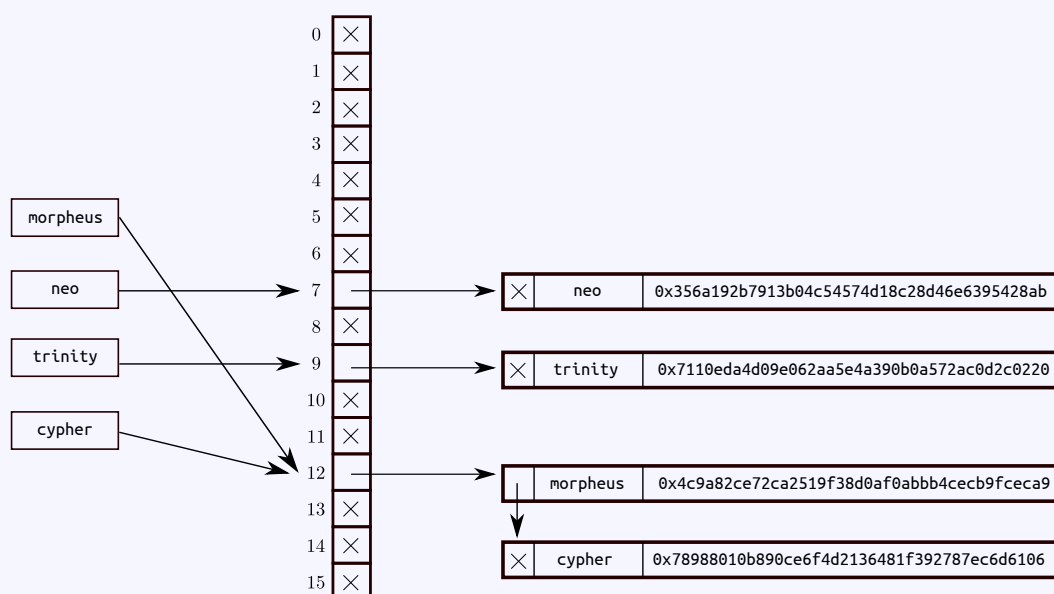 0
1
2
3
4
5
6
7
8
9
10
11
12
13
14
15
morpheus
neo
trinity
cypher
neo 0x356a192b7913b04c54574d18c28d46e6395428ab
trinity 0x7110eda4d09e062aa5e4a390b0a572ac0d2c0220
morpheus 0x4c9a82ce72ca2519f38d0af0abbb4cecb9fceca9
cypher 0x78988010b890ce6f4d2136481f392787ec6d6106